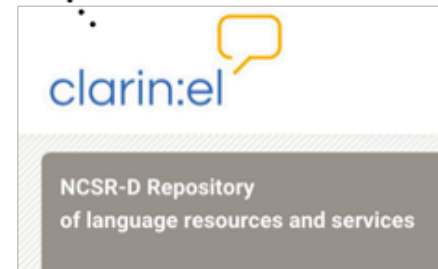 clarin:el
NCSR-D Repository
of language resources and services